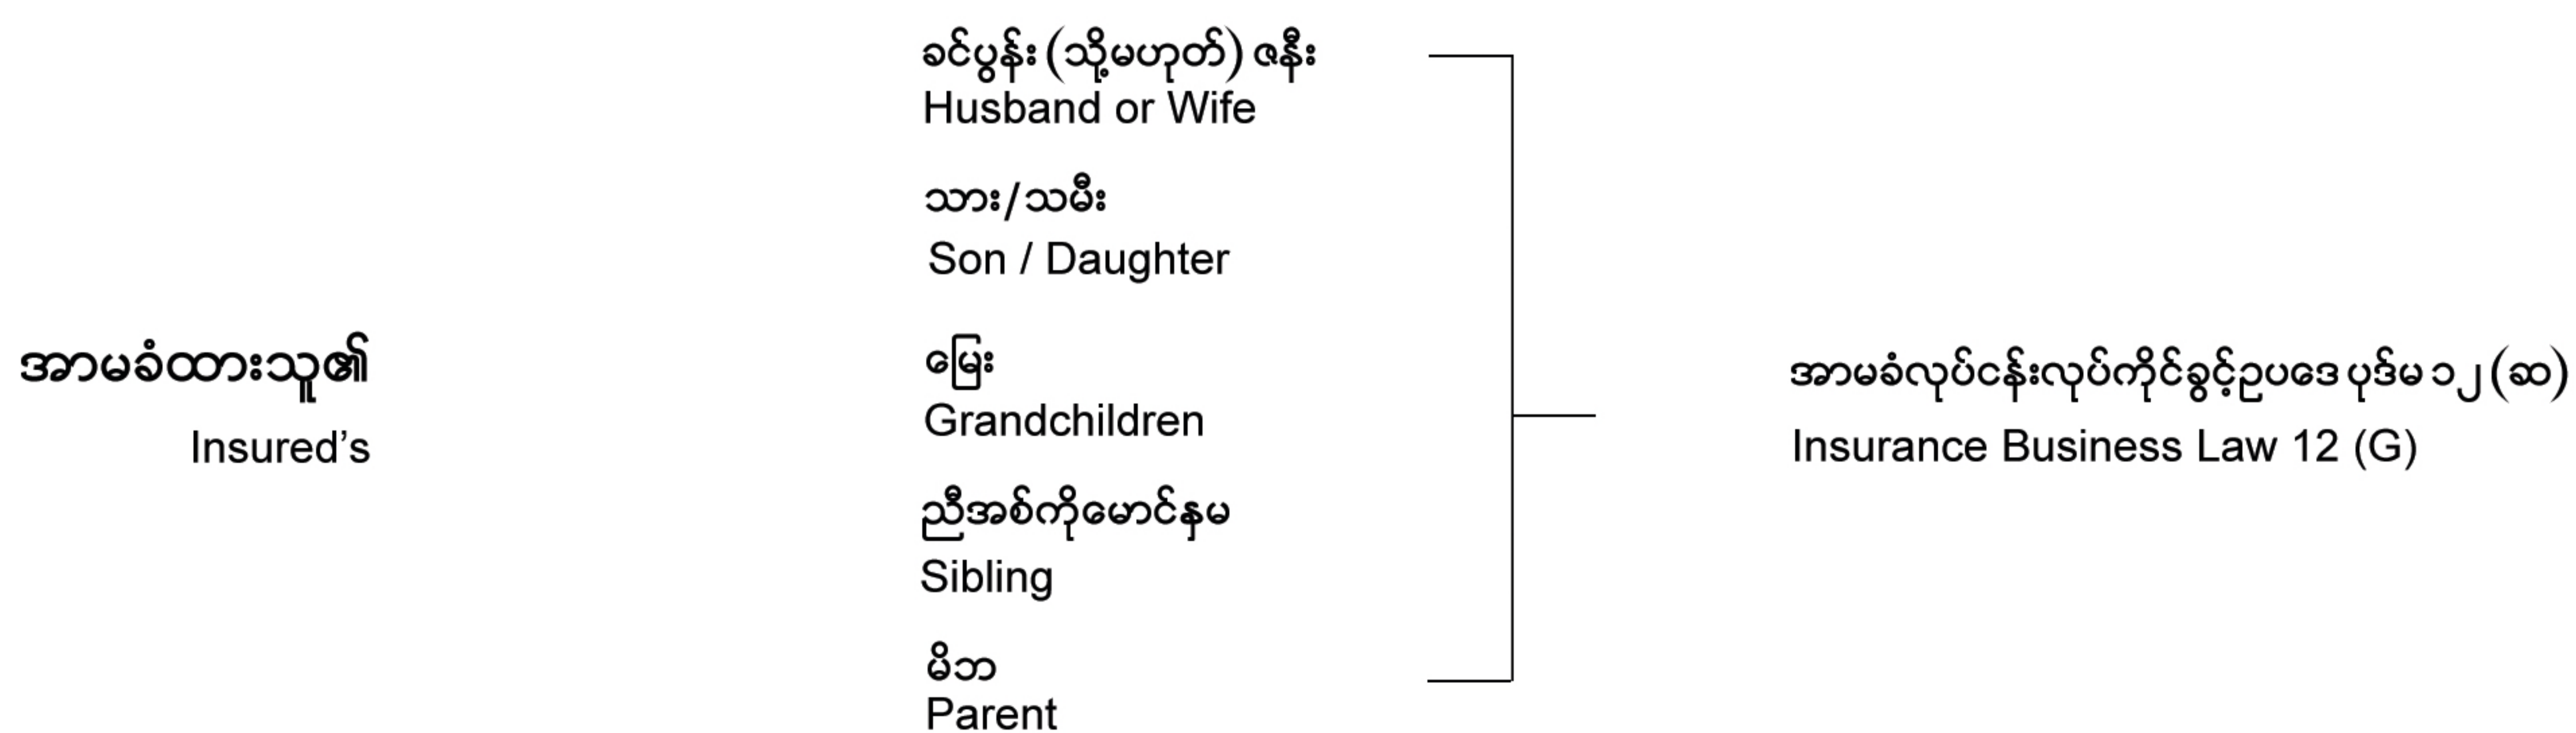 ခင်ပွန်း (သို့မဟုတ်) ဇနီး
Husband or Wife
သား/သမီး
Son / Daughter
အာမခံထားသူ၏
Insured’s
မြေး
Grandchildren
ညီအစ်ကိုမောင်နှမ
Sibling
မိဘ
Parent
အာမခံလုပ်ငန်းလုပ်ကိုင်ခွင့်ဥပဒေ ပုဒ်မ ၁၂ (ဆ)
Insurance Business Law 12 (G)